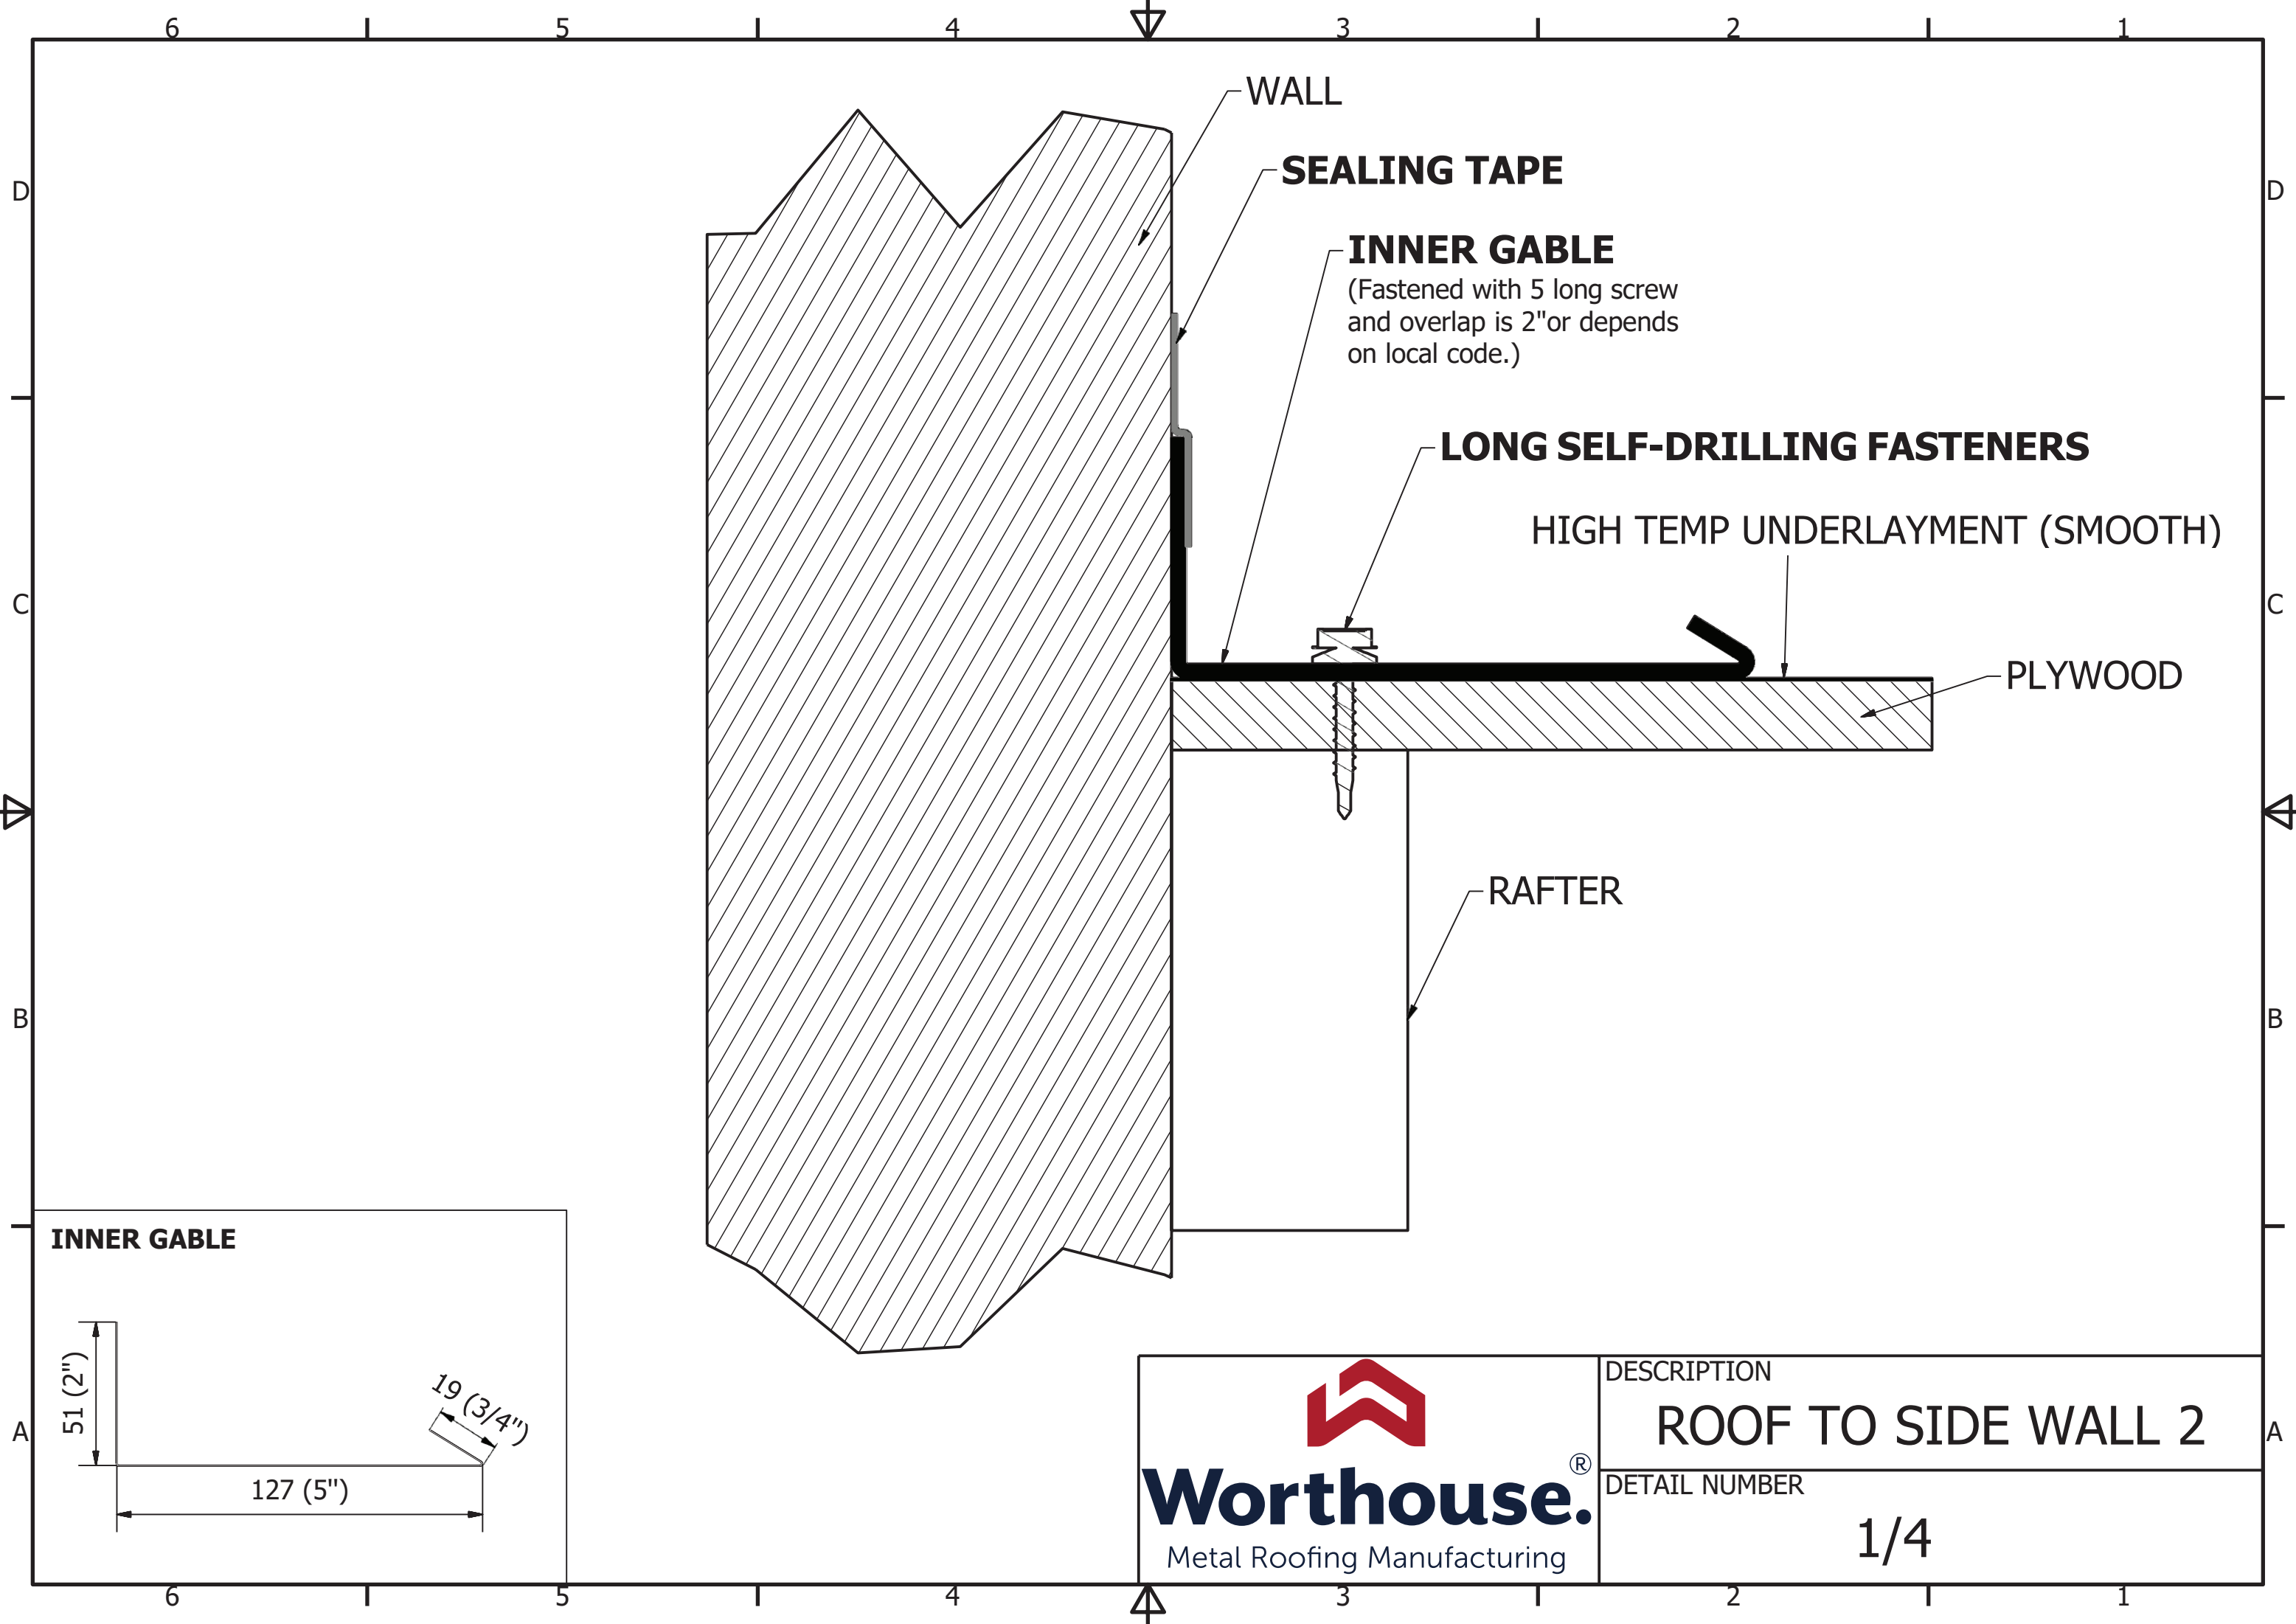 6 5 4 3 2 1
WALL
D
D
SEALING TAPE
INNER GABLE
(Fastened with 5 long screw
and overlap is 2"or depends
on local code.)
LONG SELF-DRILLING FASTENERS
HIGH TEMP UNDERLAYMENT (SMOOTH)
C
C
PLYWOOD
RAFTER
B
B
INNER GABLE
51 (2")
19 (3/4")
127 (5")
A
A
Worthouse.®
Metal Roofing Manufacturing
DESCRIPTION
ROOF TO SIDE WALL 2
DETAIL NUMBER
1/4
6 5 4 3 2 1